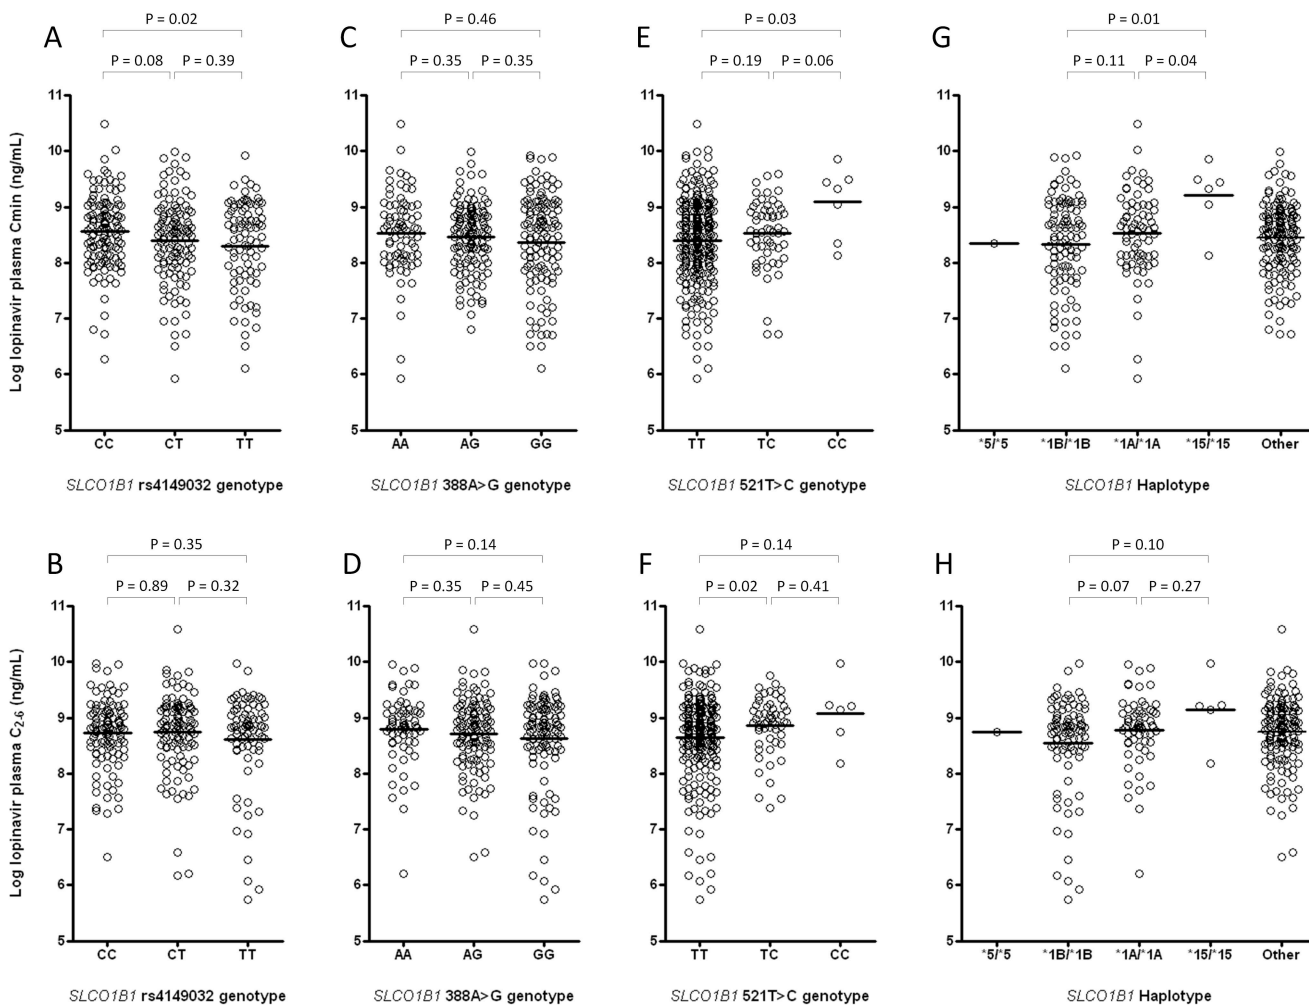 A
P = 0.02
P = 0.08
P = 0.39
Log lopinavir plasma Cmin (ng/mL)
11
10
9
8
7
6
5
CC
CT
TT
SLCO1B1 rs4149032 genotype
C
P = 0.46
P = 0.35
P = 0.35
11
10
9
8
7
6
5
AA
AG
GG
SLCO1B1 388A>G genotype
E
P = 0.03
P = 0.19
P = 0.06
11
10
9
8
7
6
5
TT
TC
CC
SLCO1B1 521T>C genotype
G
P = 0.01
P = 0.11
P = 0.04
11
10
9
8
7
6
5
*5/*5
*1B/*1B
*1A/*1A
*15/*15
Other
SLCO1B1 Haplotype
B
P = 0.35
P = 0.89
P = 0.32
Log lopinavir plasma C2-6 (ng/mL)
11
10
9
8
7
6
5
CC
CT
TT
SLCO1B1 rs4149032 genotype
D
P = 0.14
P = 0.35
P = 0.45
11
10
9
8
7
6
5
AA
AG
GG
SLCO1B1 388A>G genotype
F
P = 0.14
P = 0.02
P = 0.41
11
10
9
8
7
6
5
TT
TC
CC
SLCO1B1 521T>C genotype
H
P = 0.10
P = 0.07
P = 0.27
11
10
9
8
7
6
5
*5/*5
*1B/*1B
*1A/*1A
*15/*15
Other
SLCO1B1 Haplotype